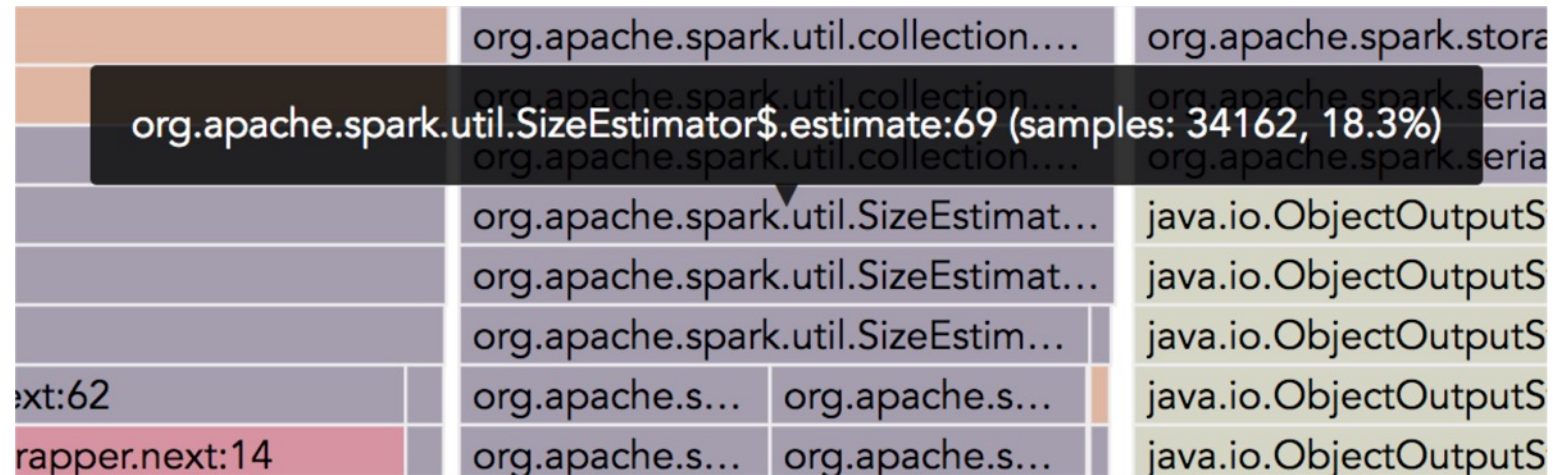 org.apache.spark.util.collection.... org.apache.spark.stora
org.apache.spark.util.collection.... org.apache.spark.seria
org.apache.spark.util.SizeEstimator$.estimate:69 (samples: 34162, 18.3%)
org.apache.spark.util.collection.... org.apache.spark.seria
org.apache.spark.util.SizeEstimat... java.io.ObjectOutputS
org.apache.spark.util.SizeEstimat... java.io.ObjectOutputS
org.apache.spark.util.SizeEstim... java.io.ObjectOutputS
ext:62 org.apache.s... org.apache.s... java.io.ObjectOutputS
rapper.next:14 org.apache.s... org.apache.s... java.io.ObjectOutputS